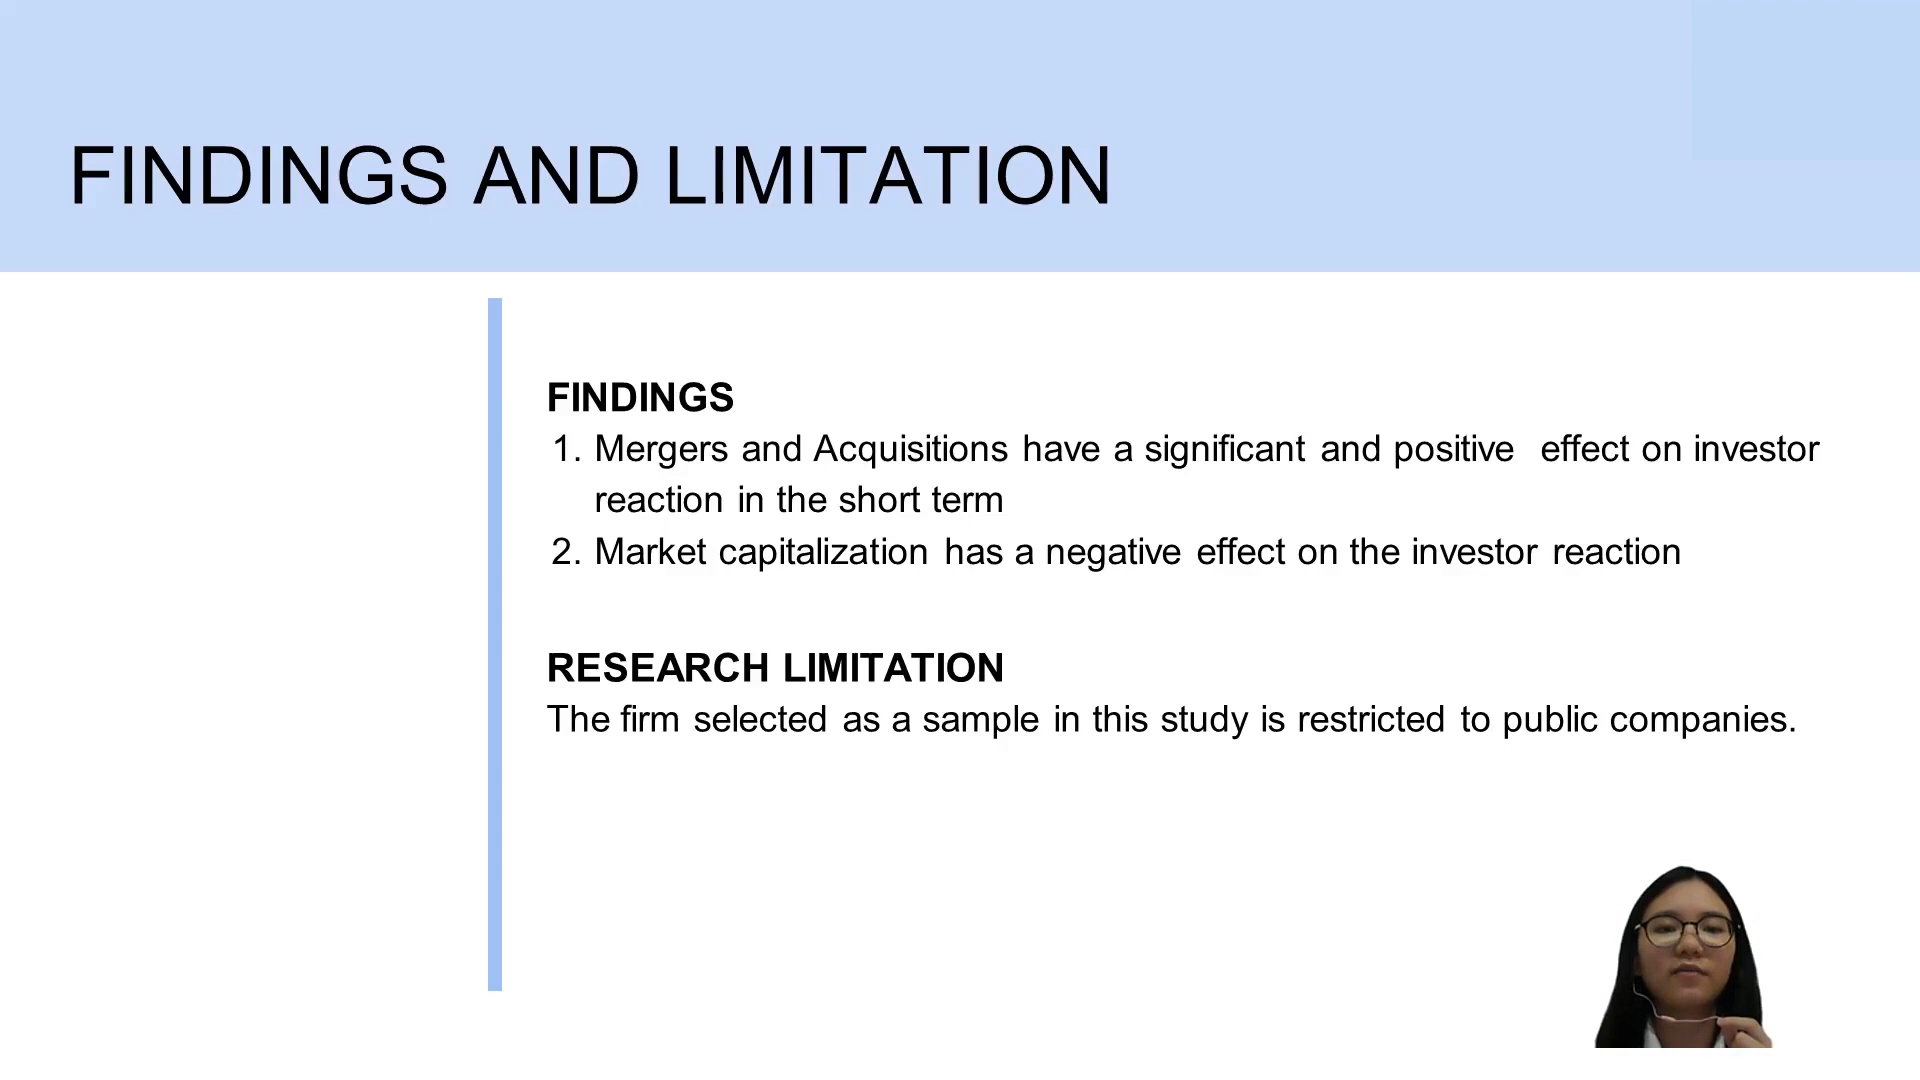 FINDINGS AND LIMITATION
FINDINGS
1. Mergers and Acquisitions have a significant and positive effect on investor
reaction in the short term
2. Market capitalization has a negative effect on the investor reaction
RESEARCH LIMITATION
The firm selected as a sample in this study is restricted to public companies.